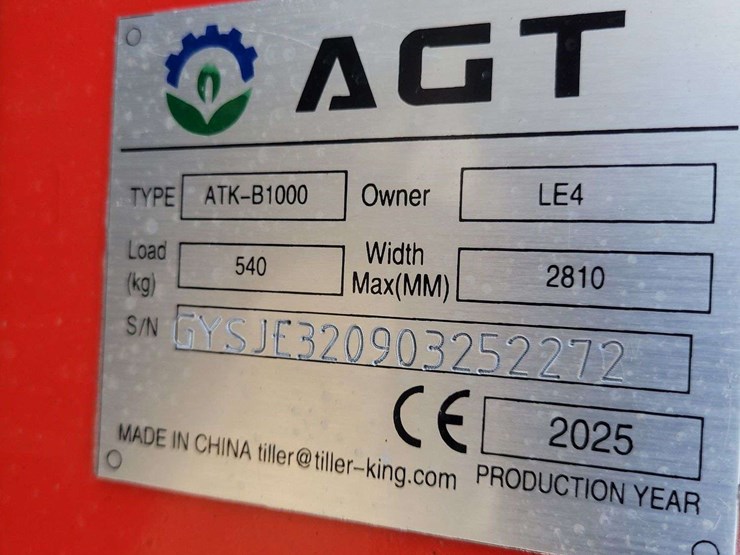 AGT
TYPE ATK-B1000 Owner LE4
Load (kg) 540 Width Max(MM) 2810
S/N GYSJE320903252272
CE 2025
MADE IN CHINA tiller@tiller-king.com PRODUCTION YEAR